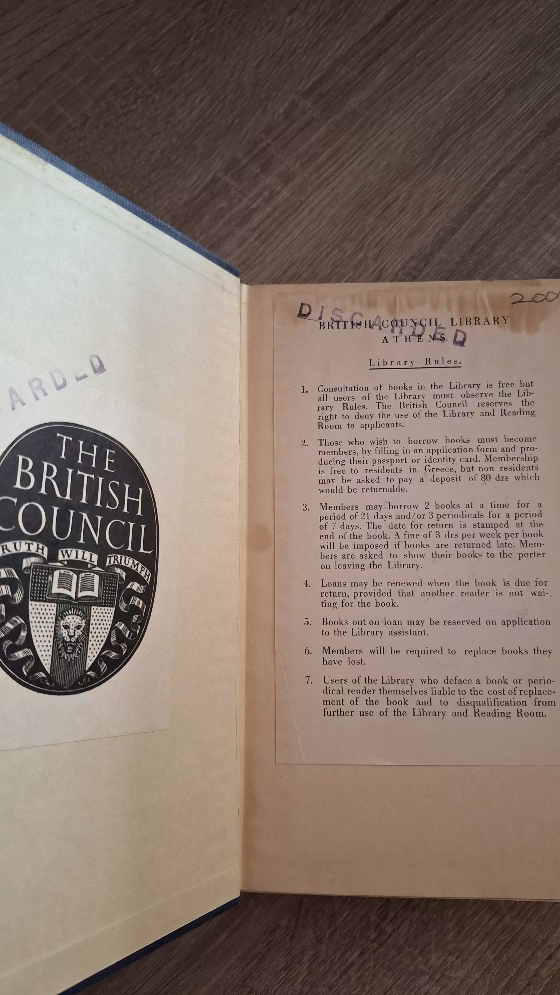 ARDED
THE
BRITISH
COUNCIL
TRUTH WILL TRIUMPH
200
DISCARDED
BRITISH COUNCIL LIBRARY
ATHENS
Library Rules.
1. Consultation of books in the Library is free but
all users of the Library must observe the Lib-
rary Rules. The British Council reserves the
right to deny the use of the Library and Reading
Room to applicants.
2. Those who wish to borrow books must become
members, by filling in an application form and pro-
ducing their passport or identity card. Membership
is free to residents in Greece, but non residents
may be asked to pay a deposit of 80 drs which
would be returnable.
3. Members may borrow 2 books at a time for a
period of 21 days and/or 3 periodicals for a period
of 7 days. The date for return is stamped at the
end of the book. A fine of 3 drs per week per book
will be imposed if books are returned late. Mem-
bers are asked to show their books to the porter
on leaving the Library.
4. Loans may be renewed when the book is due for
return, provided that another reader is not wai-
ting for the book.
5. Books out on loan may be reserved on application
to the Library assistant.
6. Members will be required to replace books they
have lost.
7. Users of the Library who deface a book or perio-
dical render themselves liable to the cost of replace-
ment of the book and to disqualification from
further use of the Library and Reading Room.